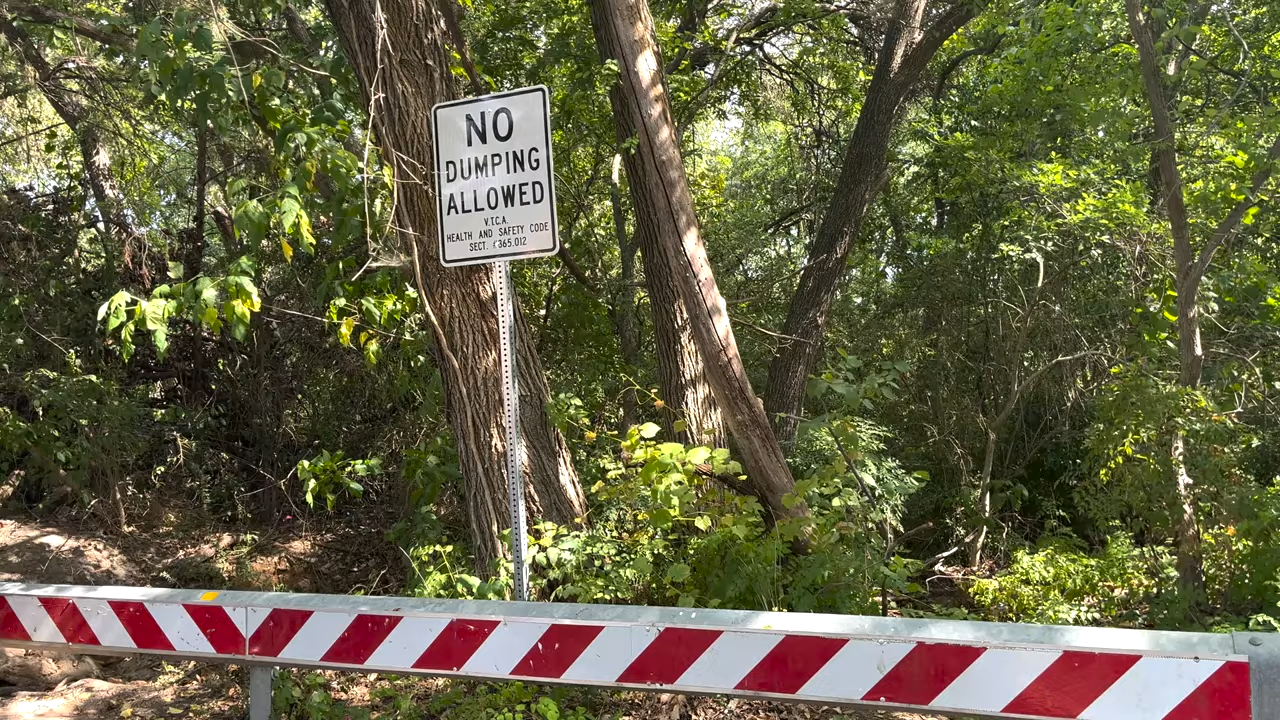 NO
DUMPING
ALLOWED
V.T.C.A.
HEALTH AND SAFETY CODE
SECT. #365.012